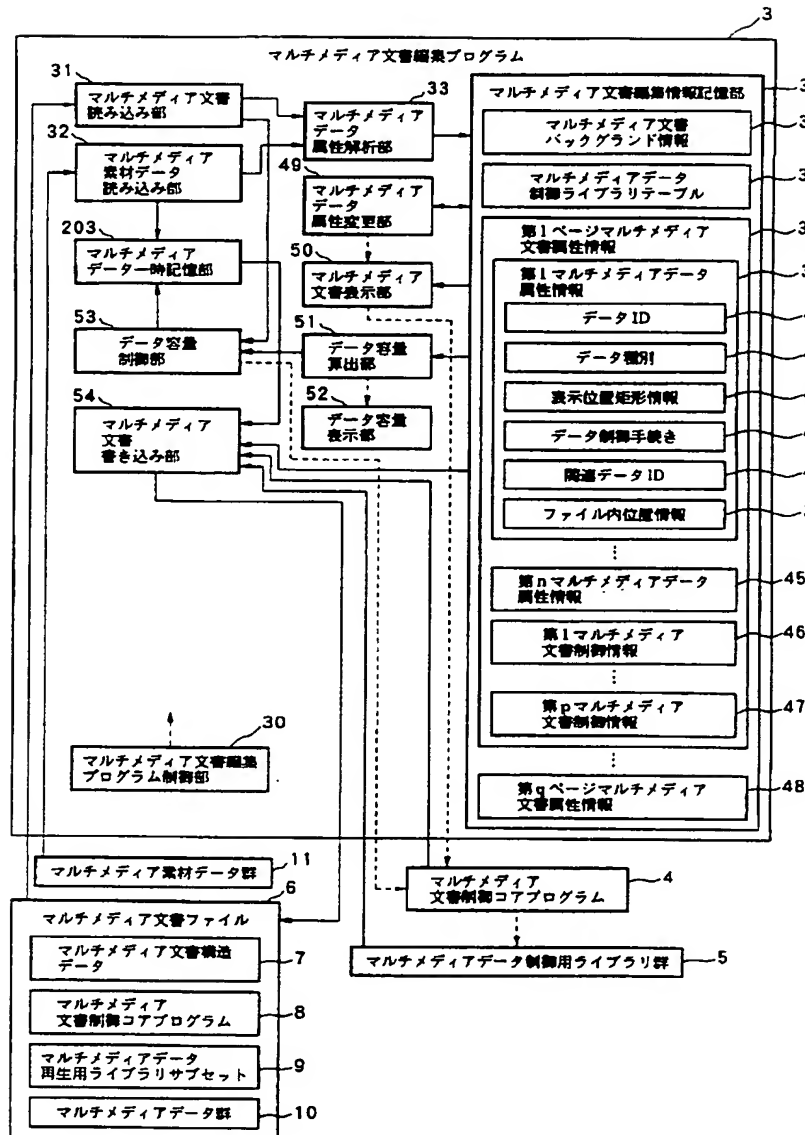 3
マルチメディア文書編集プログラム
31
マルチメディア文書
読み込み部
32
マルチメディア
素材データ
読み込み部
203
マルチメディア
データ一時記憶部
53
データ容量
制御部
54
マルチメディア
文書
書き込み部
33
マルチメディア
データ
属性解析部
49
マルチメディア
データ
属性変更部
50
マルチメディア
文書表示部
51
データ容量
算出部
52
データ容量
表示部
マルチメディア文書編集情報記憶部
マルチメディア文書
バックグランド情報
マルチメディアデータ
制御ライブラリテーブル
第1ページマルチメディア
文書属性情報
第1マルチメディアデータ
属性情報
データID
データ種別
表示位置矩形情報
データ制御手続き
関連データID
ファイル内位置情報
第nマルチメディアデータ
属性情報
45
第1マルチメディア
文書制御情報
46
第pマルチメディア
文書制御情報
47
第qページマルチメディア
文書属性情報
48
30
マルチメディア文書編集
プログラム制御部
マルチメディア素材データ群
11
6
マルチメディア文書ファイル
マルチメディア文書構造
データ
7
マルチメディア
文書制御コアプログラム
8
マルチメディアデータ
再生用ライブラリサブセット
9
マルチメディアデータ群
10
マルチメディア
文書制御コアプログラム
4
マルチメディアデータ制御用ライブラリ群
5